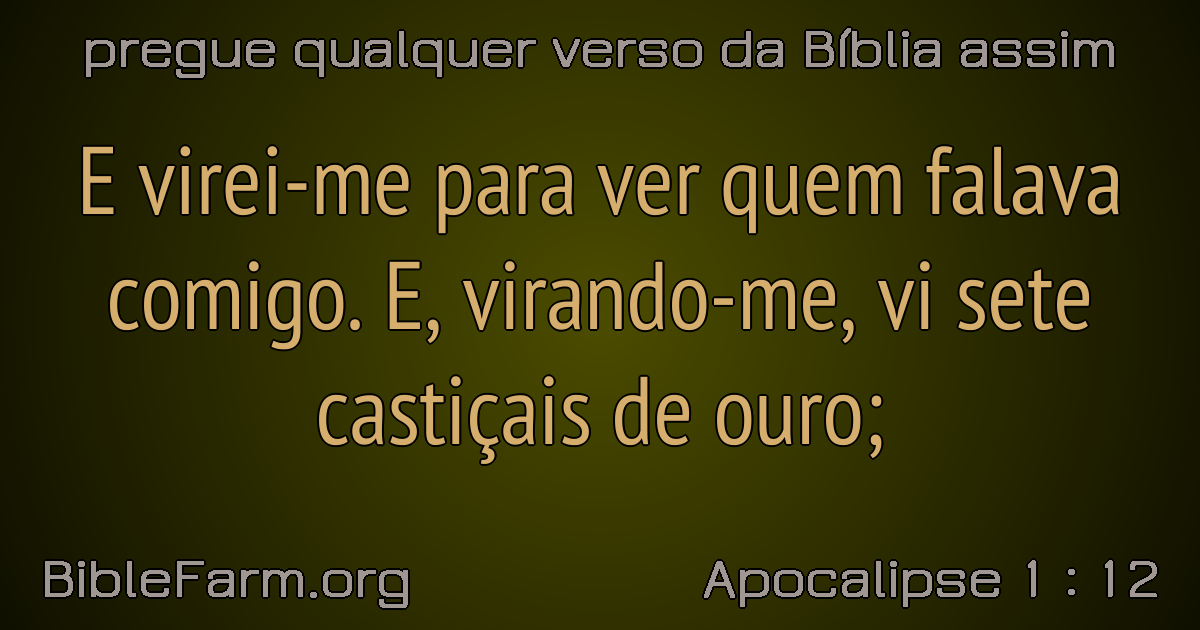 pregue qualquer verso da Bíblia assim
E virei-me para ver quem falava
comigo. E, virando-me, vi sete
castiçais de ouro;
BibleFarm.org
Apocalipse 1 : 12